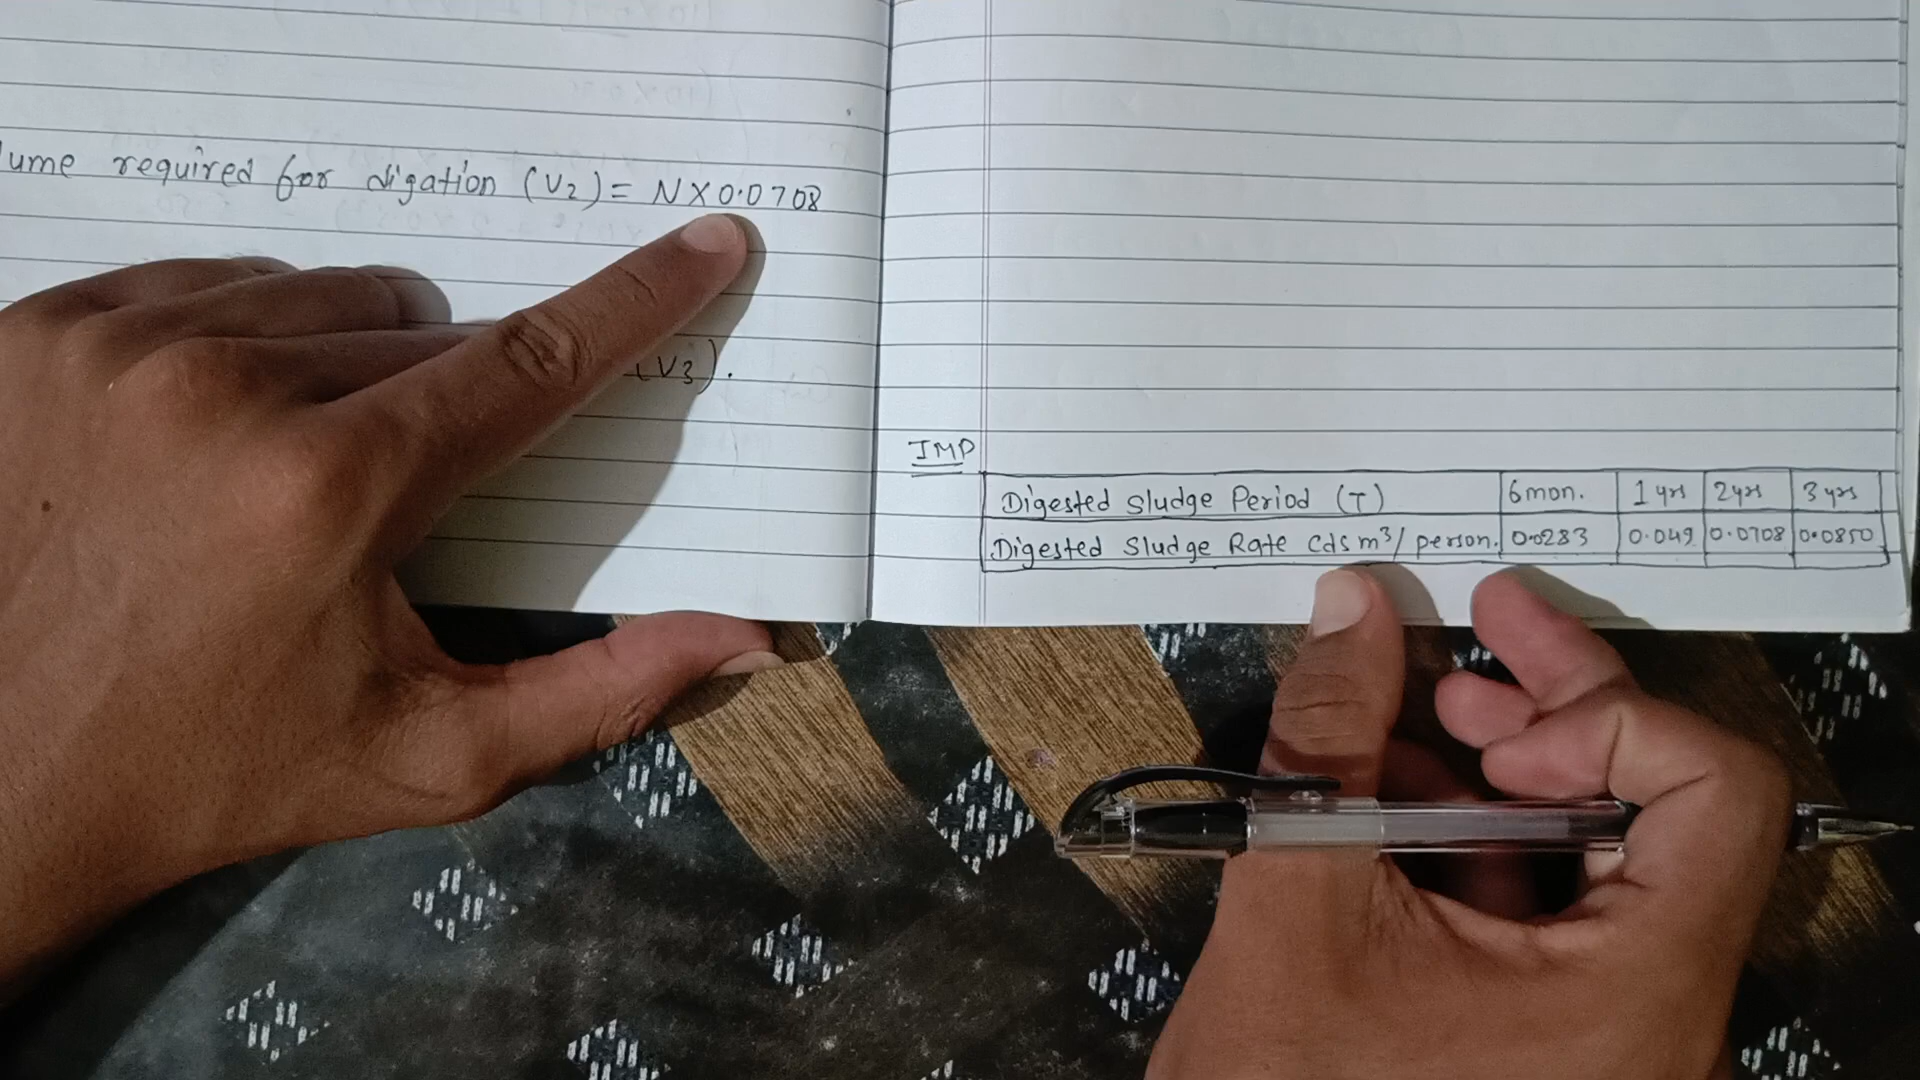 lume required for digation (V2) = N X 0.0708
(V3).
IMP
Digested Sludge Period (T) 6mon. 1 yrs 2yrs 3 yrs
Digested Sludge Rate Cds m³/ person. 0.0283 0.049 0.0708 0.0850